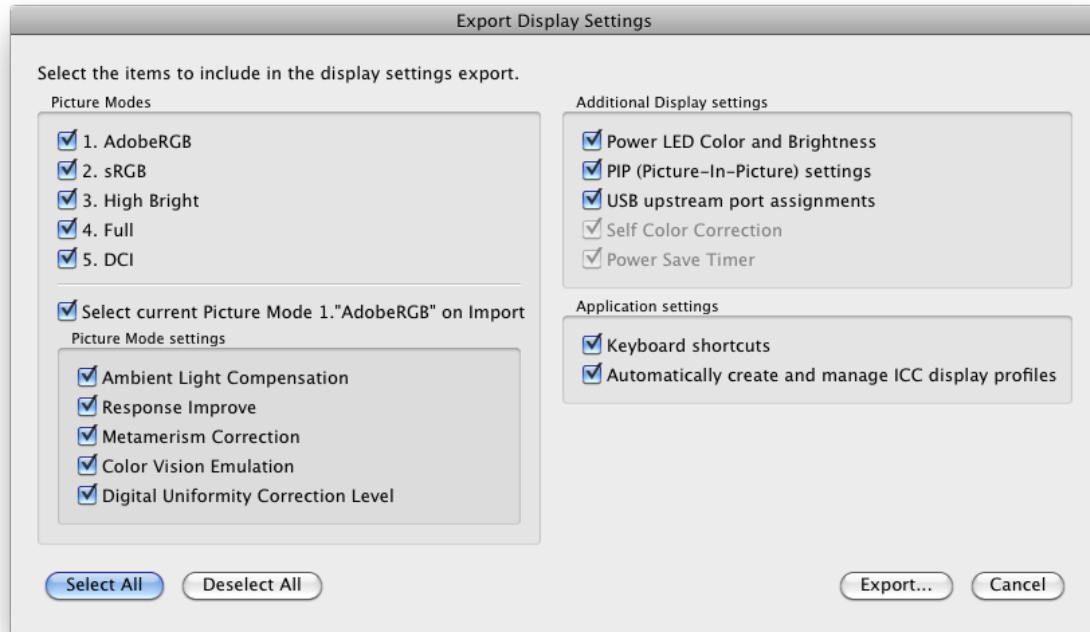 Export Display Settings
Select the items to include in the display settings export.
Picture Modes
1. AdobeRGB
2. sRGB
3. High Bright
4. Full
5. DCI
Select current Picture Mode 1."AdobeRGB" on Import
Picture Mode settings
Ambient Light Compensation
Response Improve
Metamerism Correction
Color Vision Emulation
Digital Uniformity Correction Level
Additional Display settings
Power LED Color and Brightness
PIP (Picture-In-Picture) settings
USB upstream port assignments
Self Color Correction
Power Save Timer
Application settings
Keyboard shortcuts
Automatically create and manage ICC display profiles
Select All
Deselect All
Export...
Cancel